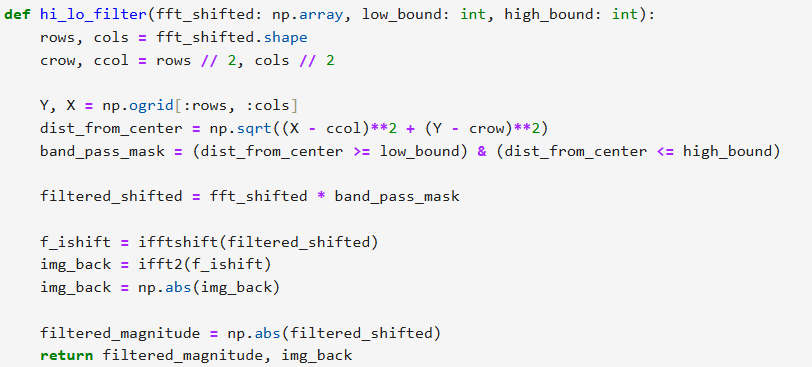 def hi_lo_filter(fft_shifted: np.array, low_bound: int, high_bound: int):
    rows, cols = fft_shifted.shape
    crow, ccol = rows // 2, cols // 2

    Y, X = np.ogrid[:rows, :cols]
    dist_from_center = np.sqrt((X - ccol)**2 + (Y - crow)**2)
    band_pass_mask = (dist_from_center >= low_bound) & (dist_from_center <= high_bound)

    filtered_shifted = fft_shifted * band_pass_mask

    f_ishift = ifftshift(filtered_shifted)
    img_back = ifft2(f_ishift)
    img_back = np.abs(img_back)

    filtered_magnitude = np.abs(filtered_shifted)
    return filtered_magnitude, img_back